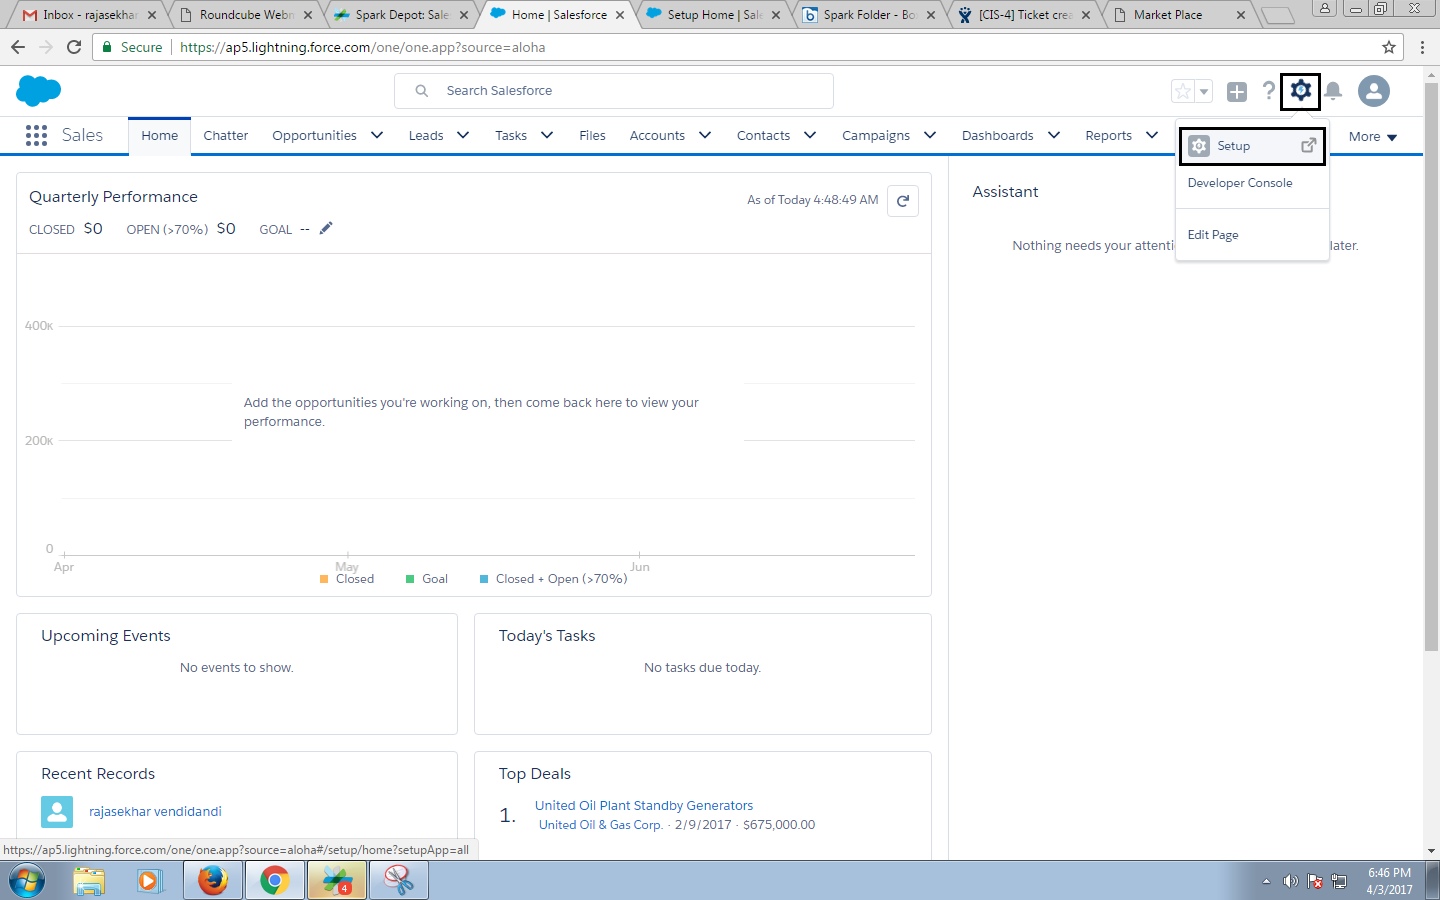 Inbox - rajasekhar
Roundcube Webm
Spark Depot: Sales
Home | Salesforce
Setup Home | Sale
Spark Folder - Bo
[CIS-4] Ticket crea
Market Place
Secure
https://ap5.lightning.force.com/one/one.app?source=aloha
Search Salesforce
Sales
Home
Chatter
Opportunities
Leads
Tasks
Files
Accounts
Contacts
Campaigns
Dashboards
Reports
More
Setup
Developer Console
Edit Page
Quarterly Performance
As of Today 4:48:49 AM
CLOSED $0 OPEN (>70%) $0 GOAL --
Assistant
Nothing needs your attenti
later.
400K
Add the opportunities you're working on, then come back here to view your
performance.
200K
0
Apr
May
Jun
Closed
Goal
Closed + Open (>70%)
Upcoming Events
No events to show.
Today's Tasks
No tasks due today.
Recent Records
rajasekhar vendidandi
Top Deals
1.
United Oil Plant Standby Generators
United Oil & Gas Corp. · 2/9/2017 · $675,000.00
https://ap5.lightning.force.com/one/one.app?source=aloha#/setup/home?setupApp=all
4
6:46 PM
4/3/2017